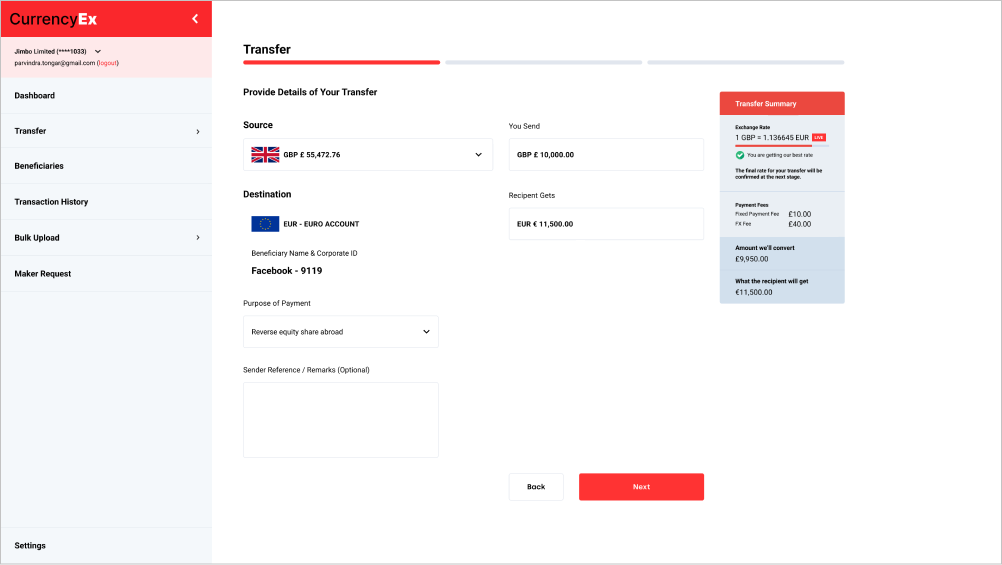 CurrencyEx
Jimbo Limited (****1033)
parvindra.tongar@gmail.com (logout)
Dashboard
Transfer
Beneficiaries
Transaction History
Bulk Upload
Maker Request
Settings
Transfer
Provide Details of Your Transfer
Source
GBP £ 55,472.76
You Send
GBP £ 10,000.00
Destination
EUR - EURO ACCOUNT
Recipent Gets
EUR € 11,500.00
Beneficiary Name & Corporate ID
Facebook - 9119
Purpose of Payment
Reverse equity share abroad
Sender Reference / Remarks (Optional)
Back
Next
Transfer Summary
Exchange Rate
1 GBP = 1.136645 EUR LIVE
You are getting our best rate
The final rate for your transfer will be
confirmed at the next stage.
Payment Fees
Fixed Payment Fee £10.00
FX Fee £40.00
Amount we'll convert
£9,950.00
What the recipient will get
€11,500.00